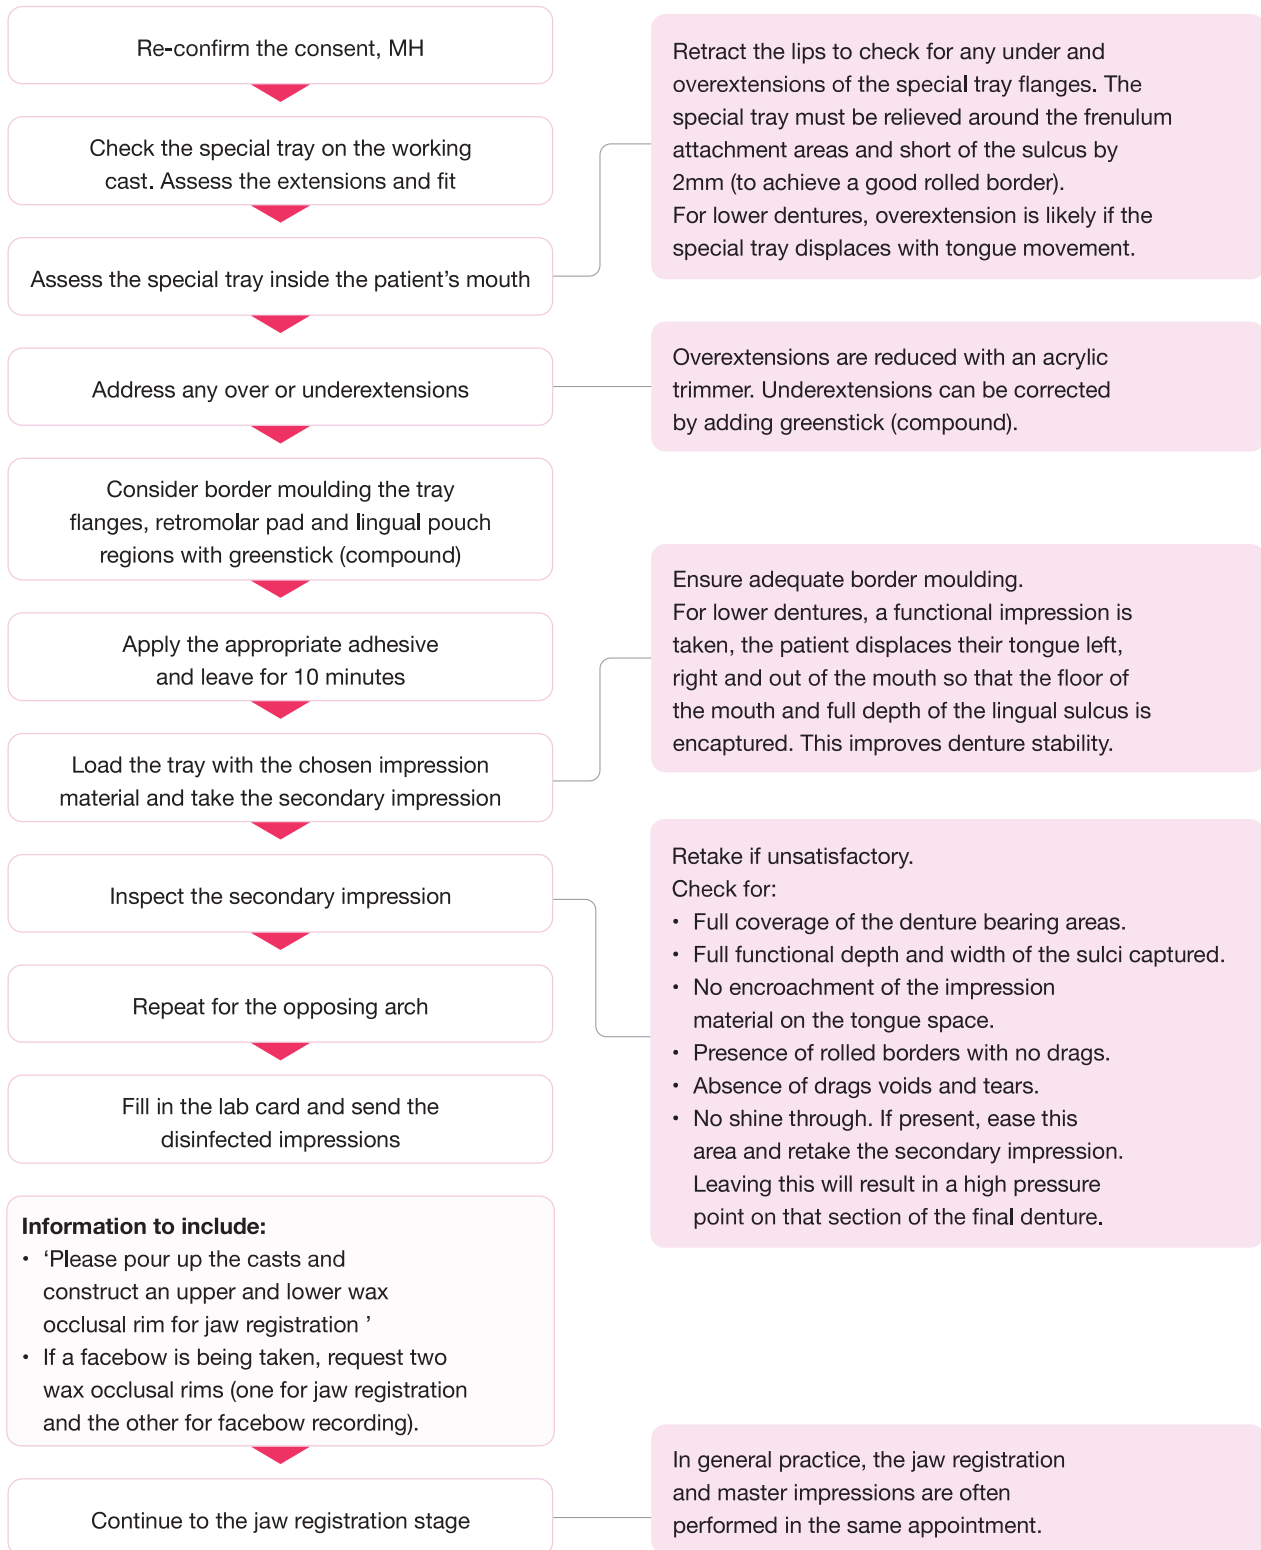 Re-confirm the consent, MH
Check the special tray on the working
cast. Assess the extensions and fit
Assess the special tray inside the patient's mouth
Retract the lips to check for any under and
overextensions of the special tray flanges. The
special tray must be relieved around the frenulum
attachment areas and short of the sulcus by
2mm (to achieve a good rolled border).
For lower dentures, overextension is likely if the
special tray displaces with tongue movement.
Address any over or underextensions
Overextensions are reduced with an acrylic
trimmer. Underextensions can be corrected
by adding greenstick (compound).
Consider border moulding the tray
flanges, retromolar pad and lingual pouch
regions with greenstick (compound)
Apply the appropriate adhesive
and leave for 10 minutes
Load the tray with the chosen impression
material and take the secondary impression
Ensure adequate border moulding.
For lower dentures, a functional impression is
taken, the patient displaces their tongue left,
right and out of the mouth so that the floor of
the mouth and full depth of the lingual sulcus is
encaptured. This improves denture stability.
Inspect the secondary impression
Retake if unsatisfactory.
Check for:
• Full coverage of the denture bearing areas.
• Full functional depth and width of the sulci captured.
• No encroachment of the impression
material on the tongue space.
• Presence of rolled borders with no drags.
• Absence of drags voids and tears.
• No shine through. If present, ease this
area and retake the secondary impression.
Leaving this will result in a high pressure
point on that section of the final denture.
Repeat for the opposing arch
Fill in the lab card and send the
disinfected impressions
Information to include:
• ‘Please pour up the casts and
construct an upper and lower wax
occlusal rim for jaw registration ’
• If a facebow is being taken, request two
wax occlusal rims (one for jaw registration
and the other for facebow recording).
Continue to the jaw registration stage
In general practice, the jaw registration
and master impressions are often
performed in the same appointment.